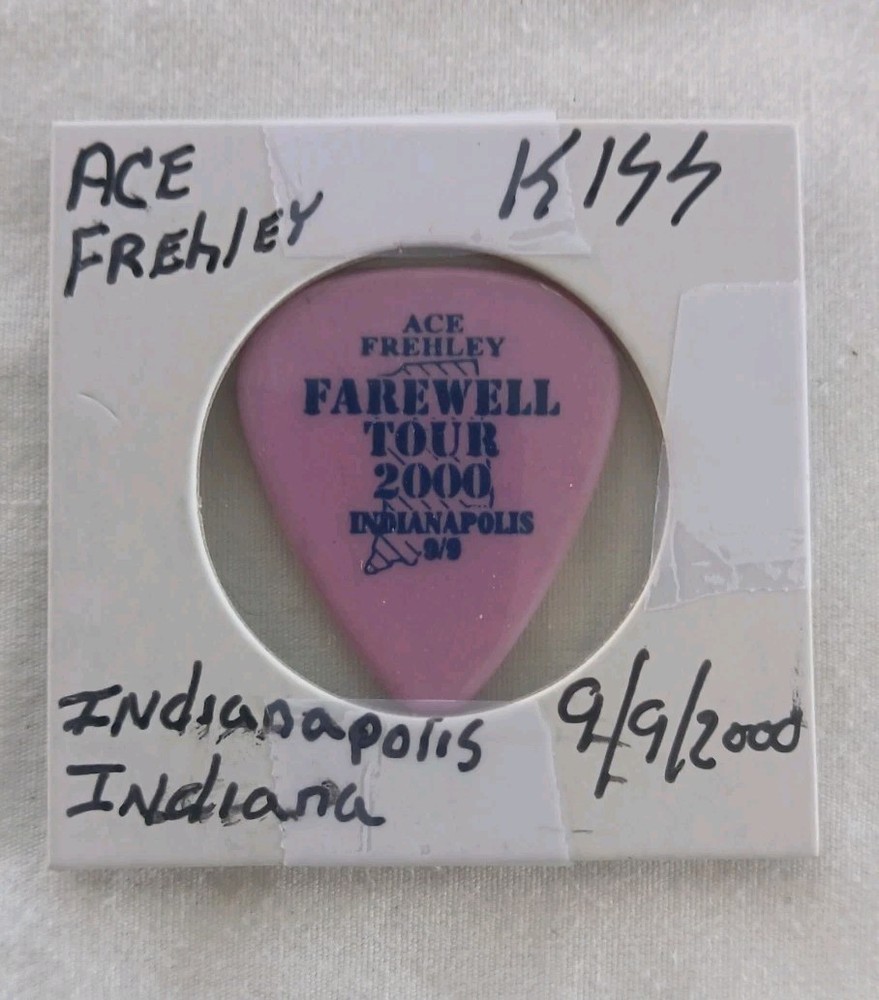 ACE KISS
FREHLEY
ACE
FREHLEY
FAREWELL
TOUR
2000
INDIANAPOLIS
9/9
Indianapolis 9/9/2000
Indiana